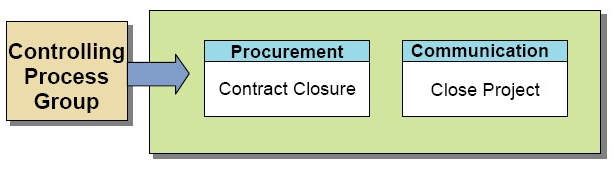 Controlling
Process
Group
Procurement
Contract Closure
Communication
Close Project